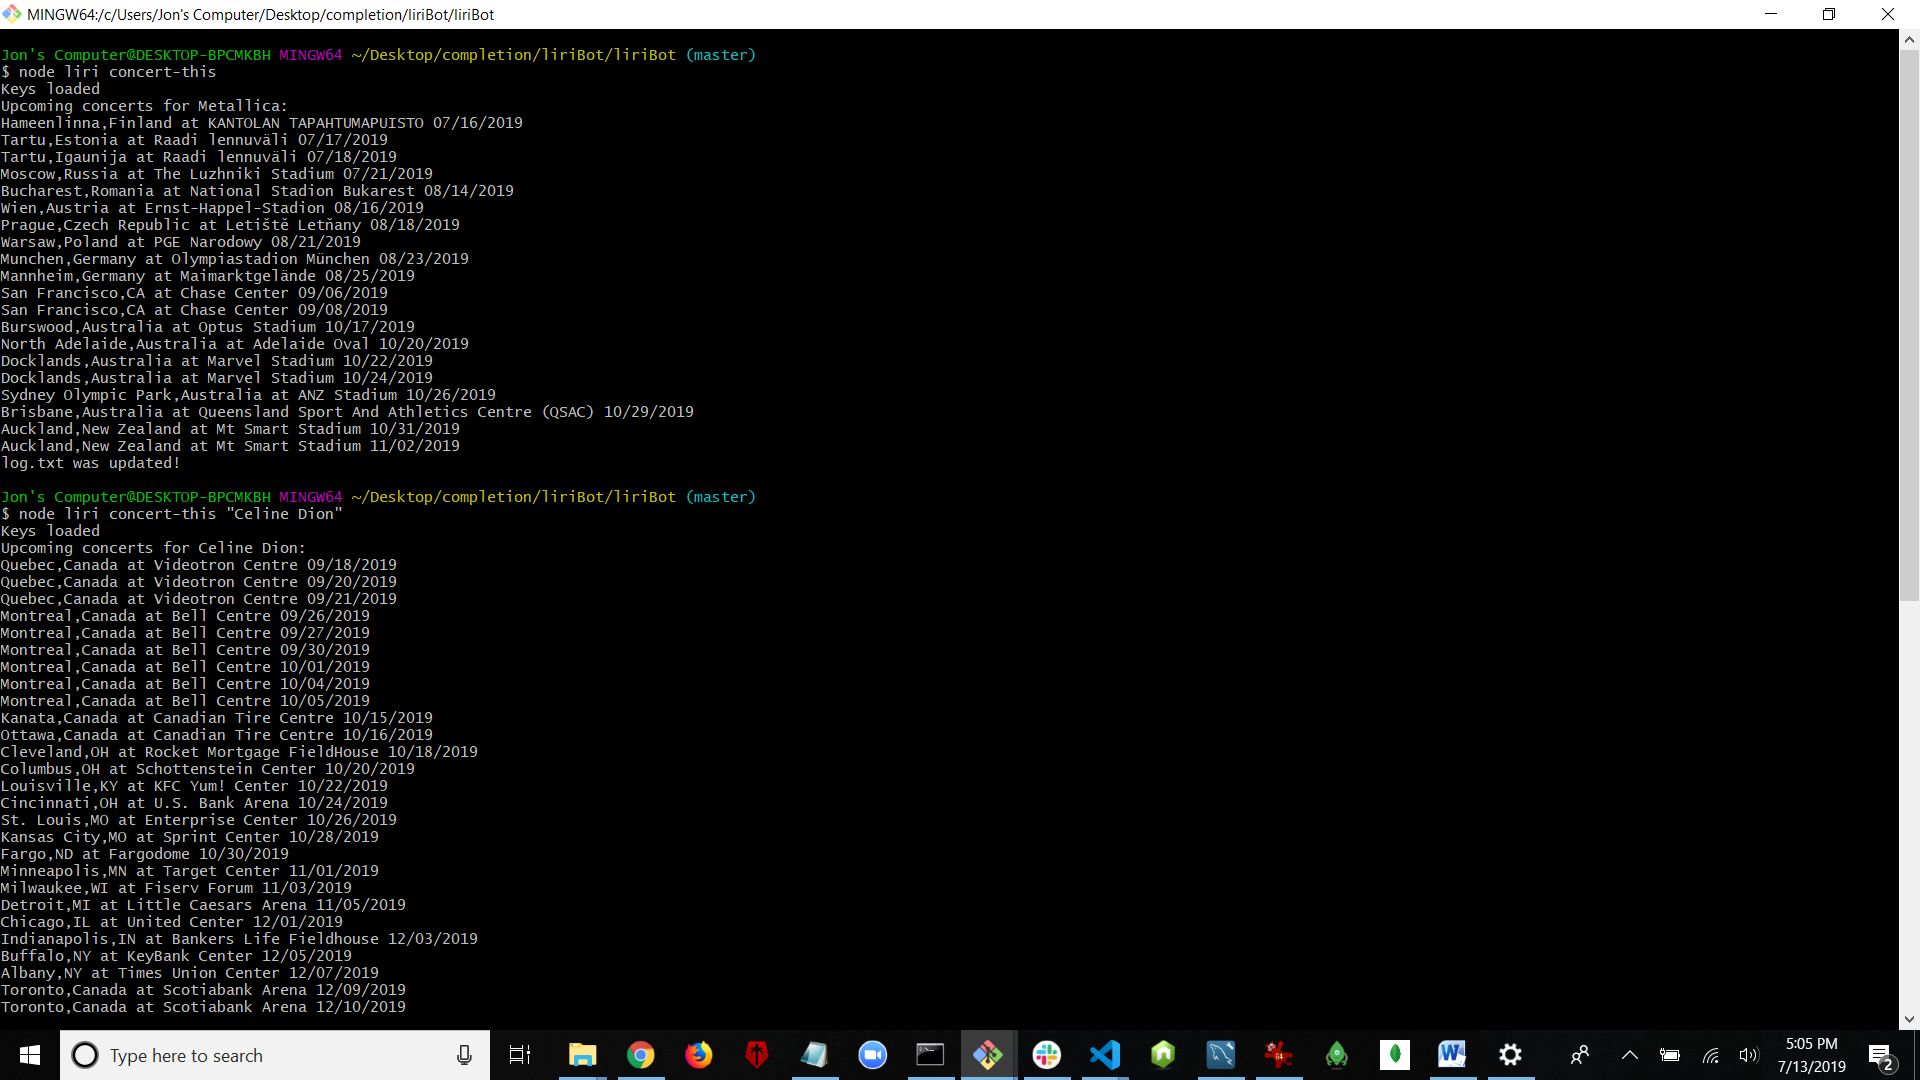 MINGW64:/c/Users/Jon's Computer/Desktop/completion/liriBot/liriBot
Jon's Computer@DESKTOP-BPCMKBH MINGW64 ~/Desktop/completion/liriBot/liriBot (master)
$ node liri concert-this
Keys loaded
Upcoming concerts for Metallica:
Hameenlinna,Finland at KANTOLAN TAPAHTUMAPUISTO 07/16/2019
Tartu,Estonia at Raadi lennuväli 07/17/2019
Tartu,Igaunija at Raadi lennuväli 07/18/2019
Moscow,Russia at The Luzhniki Stadium 07/21/2019
Bucharest,Romania at National Stadion Bukarest 08/14/2019
Wien,Austria at Ernst-Happel-Stadion 08/16/2019
Prague,Czech Republic at Letiště Letňany 08/18/2019
Warsaw,Poland at PGE Narodowy 08/21/2019
Munchen,Germany at Olympiastadion München 08/23/2019
Mannheim,Germany at Maimarktgelände 08/25/2019
San Francisco,CA at Chase Center 09/06/2019
San Francisco,CA at Chase Center 09/08/2019
Burswood,Australia at Optus Stadium 10/17/2019
North Adelaide,Australia at Adelaide Oval 10/20/2019
Docklands,Australia at Marvel Stadium 10/22/2019
Docklands,Australia at Marvel Stadium 10/24/2019
Sydney Olympic Park,Australia at ANZ Stadium 10/26/2019
Brisbane,Australia at Queensland Sport And Athletics Centre (QSAC) 10/29/2019
Auckland,New Zealand at Mt Smart Stadium 10/31/2019
Auckland,New Zealand at Mt Smart Stadium 11/02/2019
log.txt was updated!
Jon's Computer@DESKTOP-BPCMKBH MINGW64 ~/Desktop/completion/liriBot/liriBot (master)
$ node liri concert-this "Celine Dion"
Keys loaded
Upcoming concerts for Celine Dion:
Quebec,Canada at Videotron Centre 09/18/2019
Quebec,Canada at Videotron Centre 09/20/2019
Quebec,Canada at Videotron Centre 09/21/2019
Montreal,Canada at Bell Centre 09/26/2019
Montreal,Canada at Bell Centre 09/27/2019
Montreal,Canada at Bell Centre 09/30/2019
Montreal,Canada at Bell Centre 10/01/2019
Montreal,Canada at Bell Centre 10/04/2019
Montreal,Canada at Bell Centre 10/05/2019
Kanata,Canada at Canadian Tire Centre 10/15/2019
Ottawa,Canada at Canadian Tire Centre 10/16/2019
Cleveland,OH at Rocket Mortgage FieldHouse 10/18/2019
Columbus,OH at Schottenstein Center 10/20/2019
Louisville,KY at KFC Yum! Center 10/22/2019
Cincinnati,OH at U.S. Bank Arena 10/24/2019
St. Louis,MO at Enterprise Center 10/26/2019
Kansas City,MO at Sprint Center 10/28/2019
Fargo,ND at Fargodome 10/30/2019
Minneapolis,MN at Target Center 11/01/2019
Milwaukee,WI at Fiserv Forum 11/03/2019
Detroit,MI at Little Caesars Arena 11/05/2019
Chicago,IL at United Center 12/01/2019
Indianapolis,IN at Bankers Life Fieldhouse 12/03/2019
Buffalo,NY at KeyBank Center 12/05/2019
Albany,NY at Times Union Center 12/07/2019
Toronto,Canada at Scotiabank Arena 12/09/2019
Toronto,Canada at Scotiabank Arena 12/10/2019
Type here to search
64
W
5:05 PM
7/13/2019
2